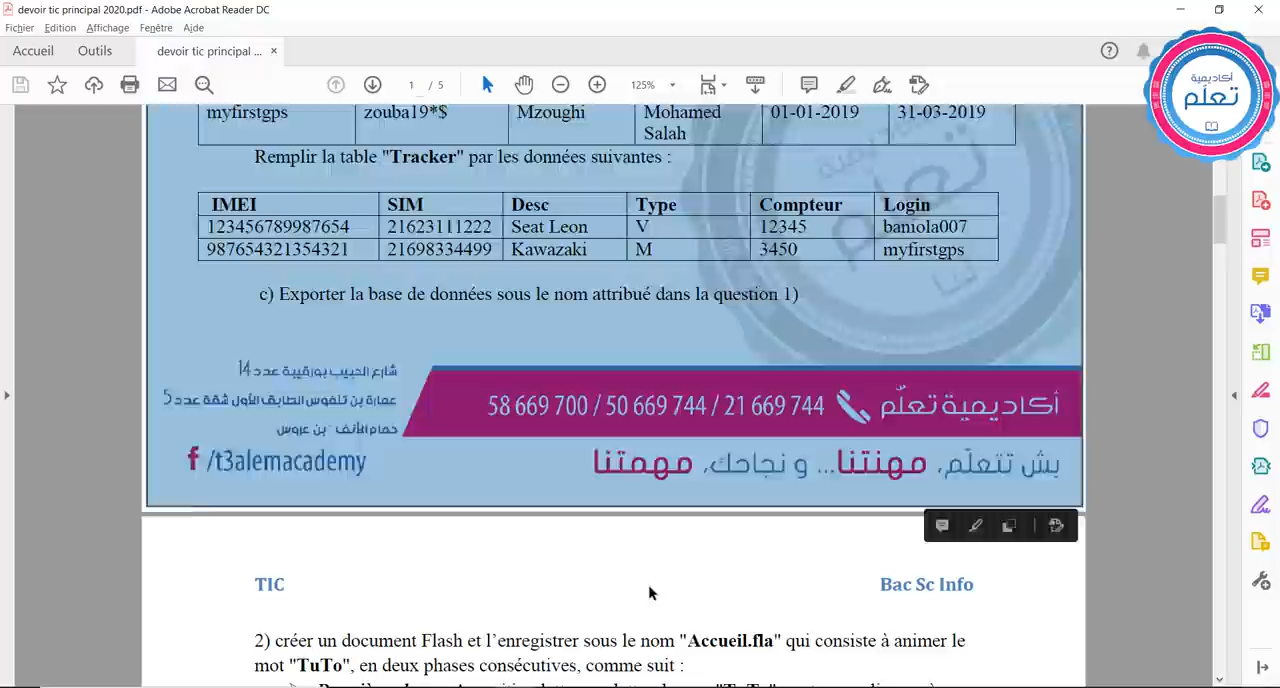 devoir tic principal 2020.pdf - Adobe Acrobat Reader DC
Fichier Edition Affichage Fenêtre Aide
Accueil Outils devoir tic principal ... ×
1 / 5 125%
أكاديمية
تعلّم
myfirstgps zouba19*$ Mzoughi Mohamed Salah 01-01-2019 31-03-2019
Remplir la table "Tracker" par les données suivantes :
IMEI SIM Desc Type Compteur Login
123456789987654 21623111222 Seat Leon V 12345 baniola007
987654321354321 21698334499 Kawazaki M 3450 myfirstgps
c) Exporter la base de données sous le nom attribué dans la question 1)
شارع الحبيب بورقيبة عدد 14
عمارة بن تلفوس الطابق الأول شقة عدد 5
حمام الأنف - بن عروس
58 669 700 / 50 669 744 / 21 669 744 أكاديمية تعلّم
f /t3alemacademy
بش تتعلّم، مهنتنا... و نجاحك، مهمتنا
TIC Bac Sc Info
2) créer un document Flash et l'enregistrer sous le nom "Accueil.fla" qui consiste à animer le
mot "TuTo", en deux phases consécutives, comme suit :